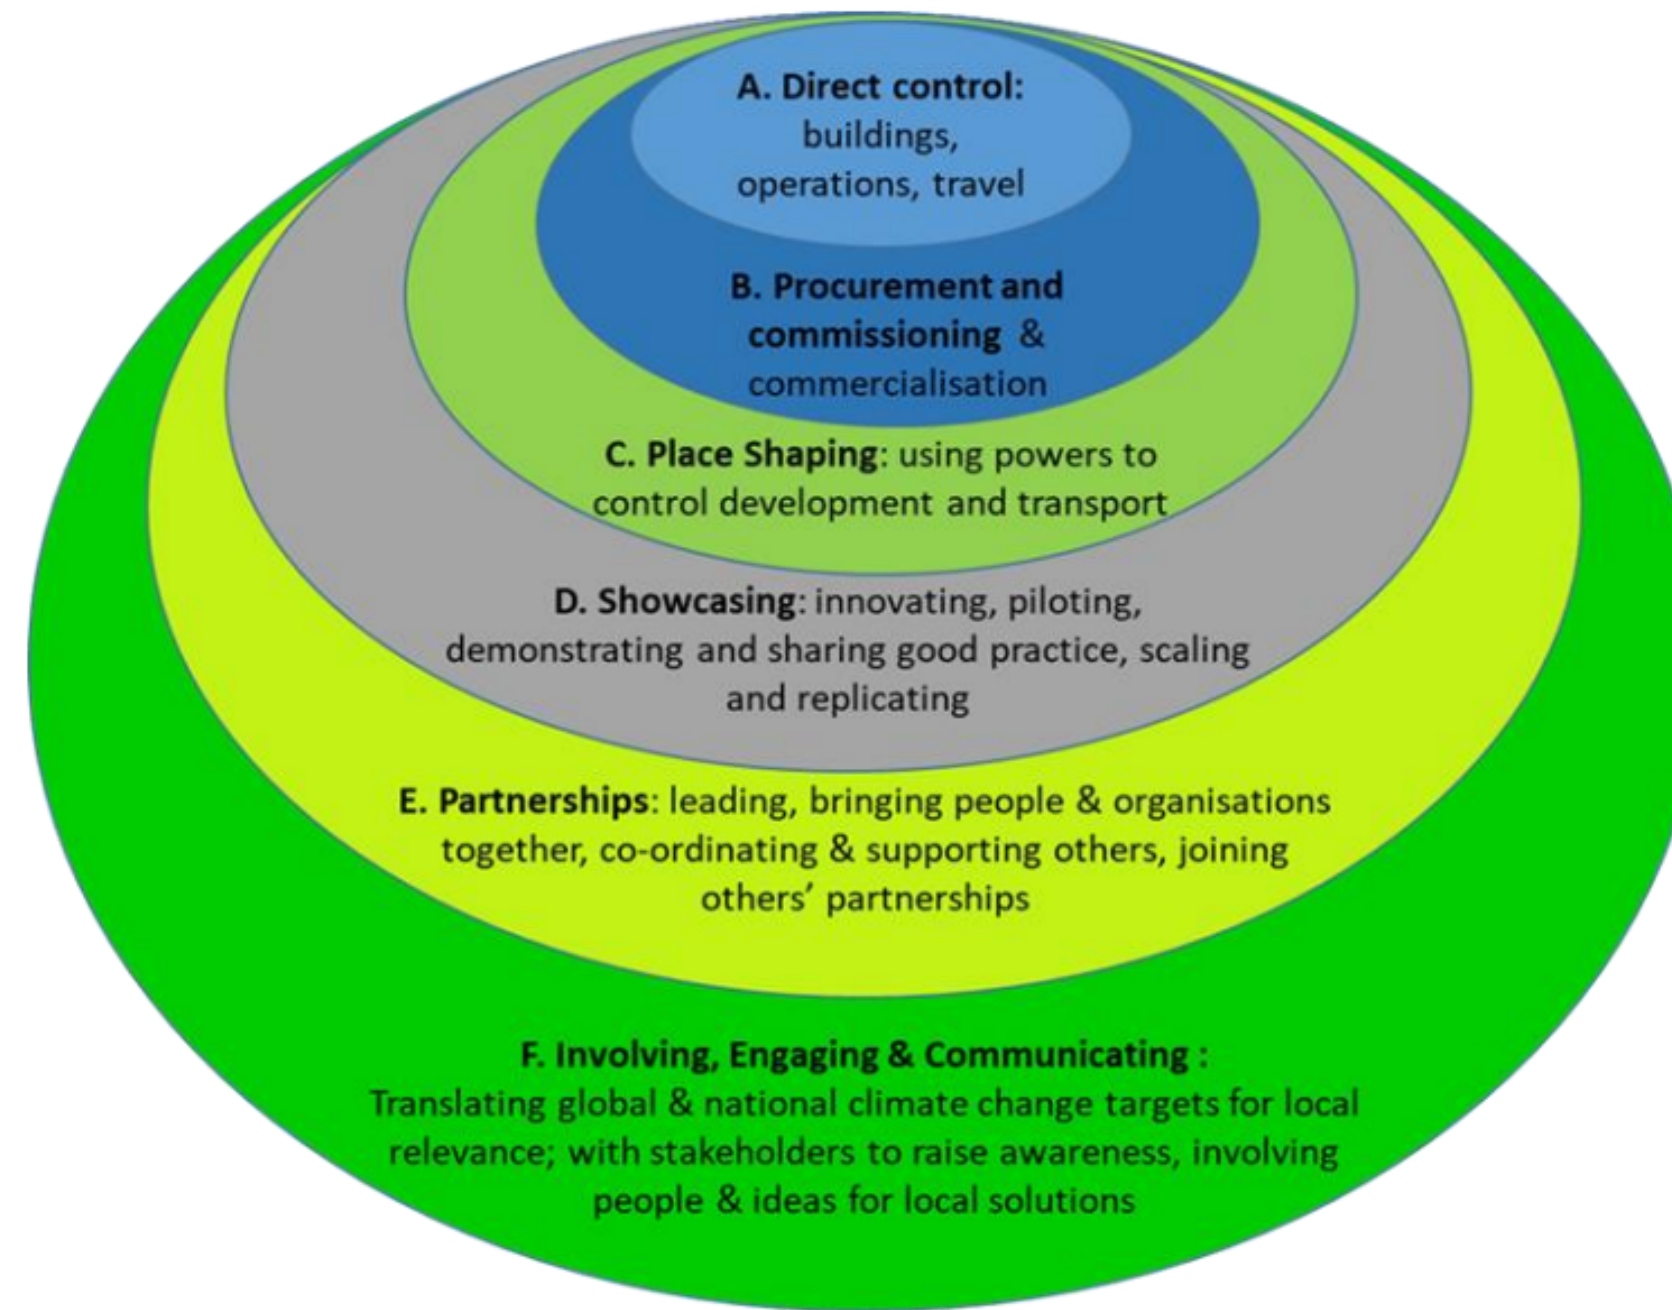 A. Direct control:
buildings,
operations, travel
B. Procurement and
commissioning &
commercialisation
C. Place Shaping: using powers to
control development and transport
D. Showcasing: innovating, piloting,
demonstrating and sharing good practice, scaling
and replicating
E. Partnerships: leading, bringing people & organisations
together, co-ordinating & supporting others, joining
others’ partnerships
F. Involving, Engaging & Communicating :
Translating global & national climate change targets for local
relevance; with stakeholders to raise awareness, involving
people & ideas for local solutions